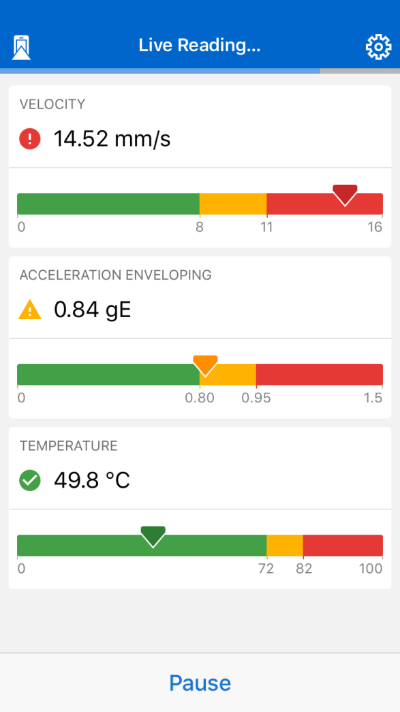 Live Reading...
VELOCITY
14.52 mm/s
0 8 11 16
ACCELERATION ENVELOPING
0.84 gE
0 0.80 0.95 1.5
TEMPERATURE
49.8 °C
0 72 82 100
Pause